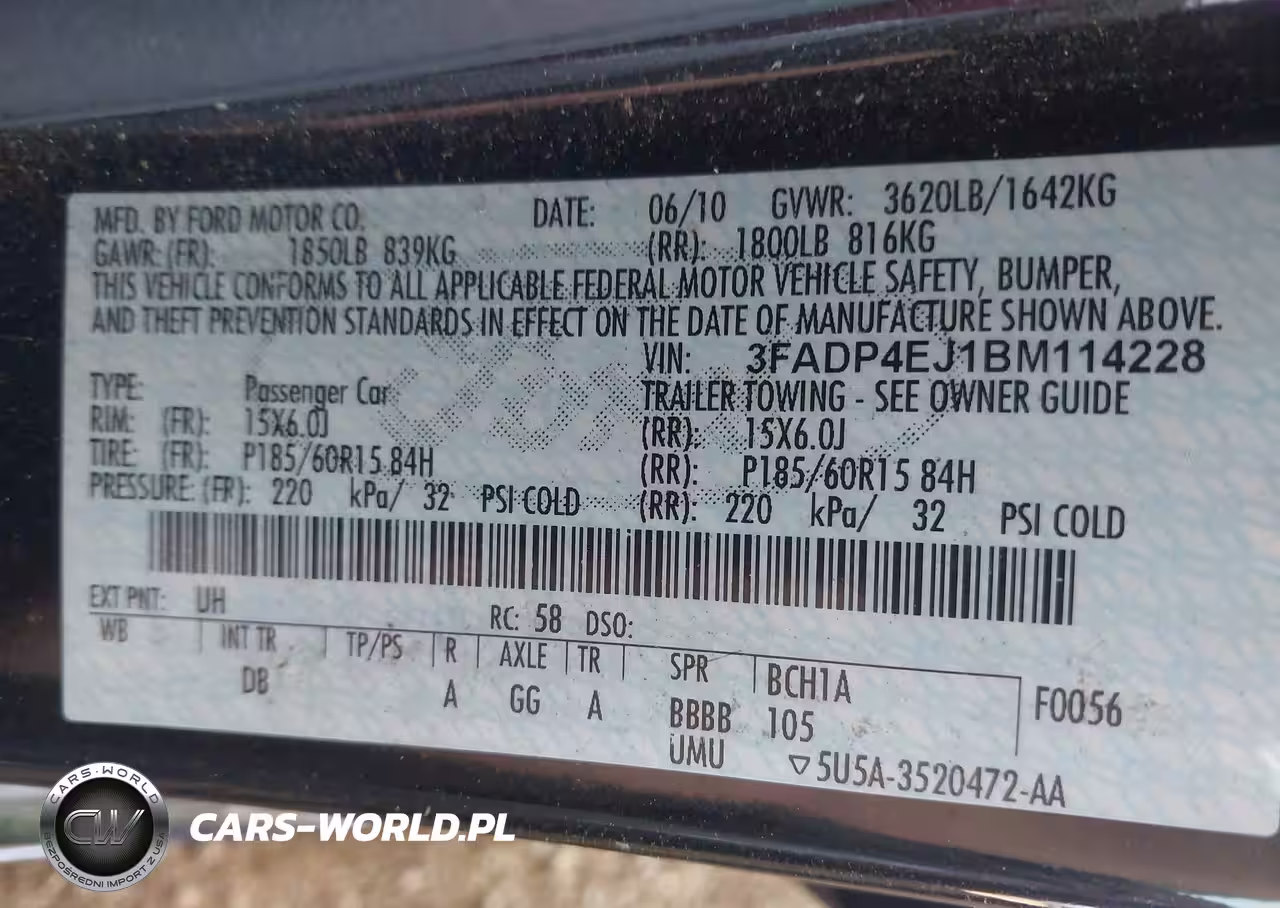 MFD. BY FORD MOTOR CO. DATE: 06/10 GVWR: 3620LB/1642KG
GAWR: (FR): 1850LB 839KG (RR): 1800LB 816KG
THIS VEHICLE CONFORMS TO ALL APPLICABLE FEDERAL MOTOR VEHICLE SAFETY, BUMPER,
AND THEFT PREVENTION STANDARDS IN EFFECT ON THE DATE OF MANUFACTURE SHOWN ABOVE.
VIN: 3FADP4EJ1BM114228
TYPE: Passenger Car TRAILER TOWING - SEE OWNER GUIDE
RIM: (FR): 15X6.0J (RR): 15X6.0J
TIRE: (FR): P185/60R15 84H (RR): P185/60R15 84H
PRESSURE: (FR): 220 kPa/ 32 PSI COLD (RR): 220 kPa/ 32 PSI COLD
EXT PNT: UH RC: 58 DSO:
WB INT TR TP/PS R AXLE TR SPR BCH1A
DB A GG A BBBB 105 F0056
UMU ▽5U5A-3520472-AA
CARS-WORLD
CW
BEZPOŚREDNI IMPORT Z USA
CARS-WORLD.PL